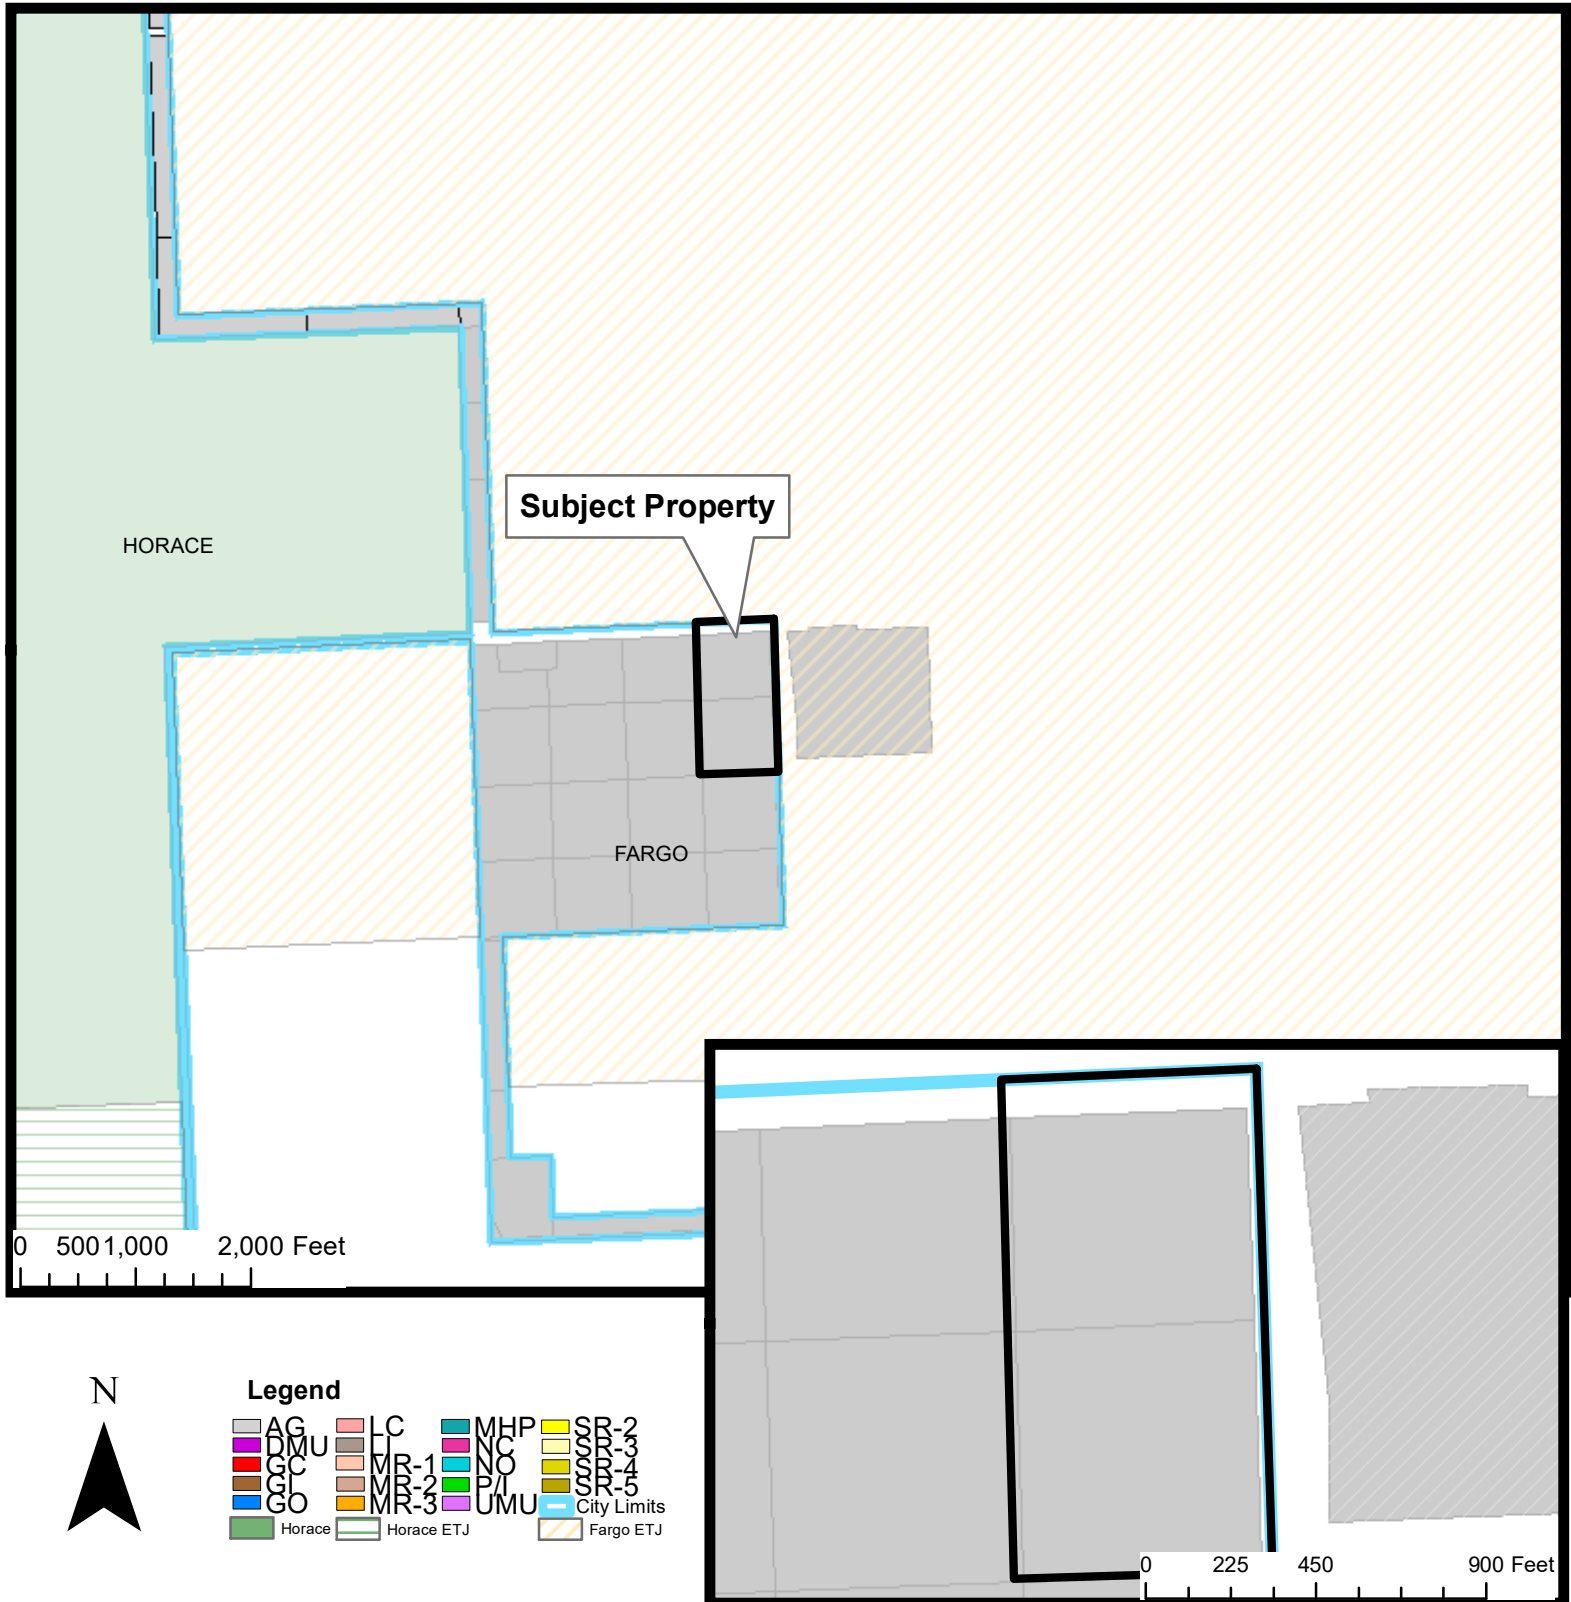 Subject Property
HORACE
FARGO
0 500 1,000 2,000 Feet
0 225 450 900 Feet
N
Legend
AG LC MHP SR-2
DMU LI NC SR-3
GC MR-1 NO SR-4
GI MR-2 P/I SR-5
GO MR-3 UMU City Limits
Horace Horace ETJ Fargo ETJ